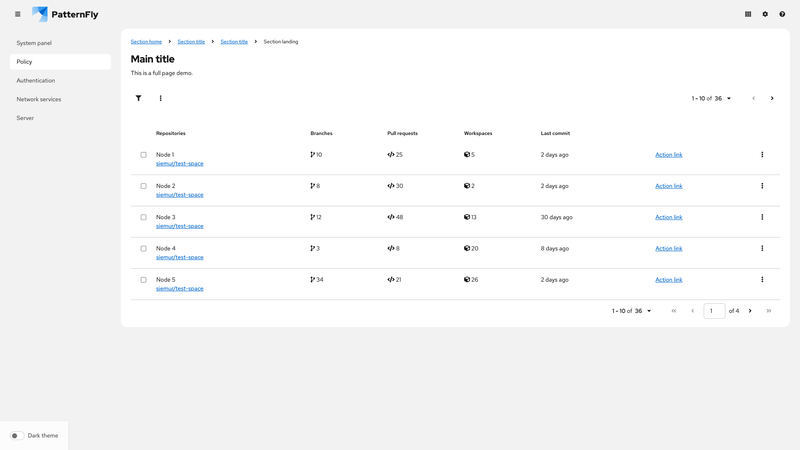 PatternFly
System panel
Policy
Authentication
Network services
Server
Section home Section title Section title Section landing
Main title
This is a full page demo.
1 - 10 of 36
Repositories Branches Pull requests Workspaces Last commit
Node 1 10 25 5 2 days ago Action link
siemur/test-space
Node 2 8 30 2 2 days ago Action link
siemur/test-space
Node 3 12 48 13 30 days ago Action link
siemur/test-space
Node 4 3 8 20 8 days ago Action link
siemur/test-space
Node 5 34 21 26 2 days ago Action link
siemur/test-space
1 - 10 of 36 1 of 4
Dark theme